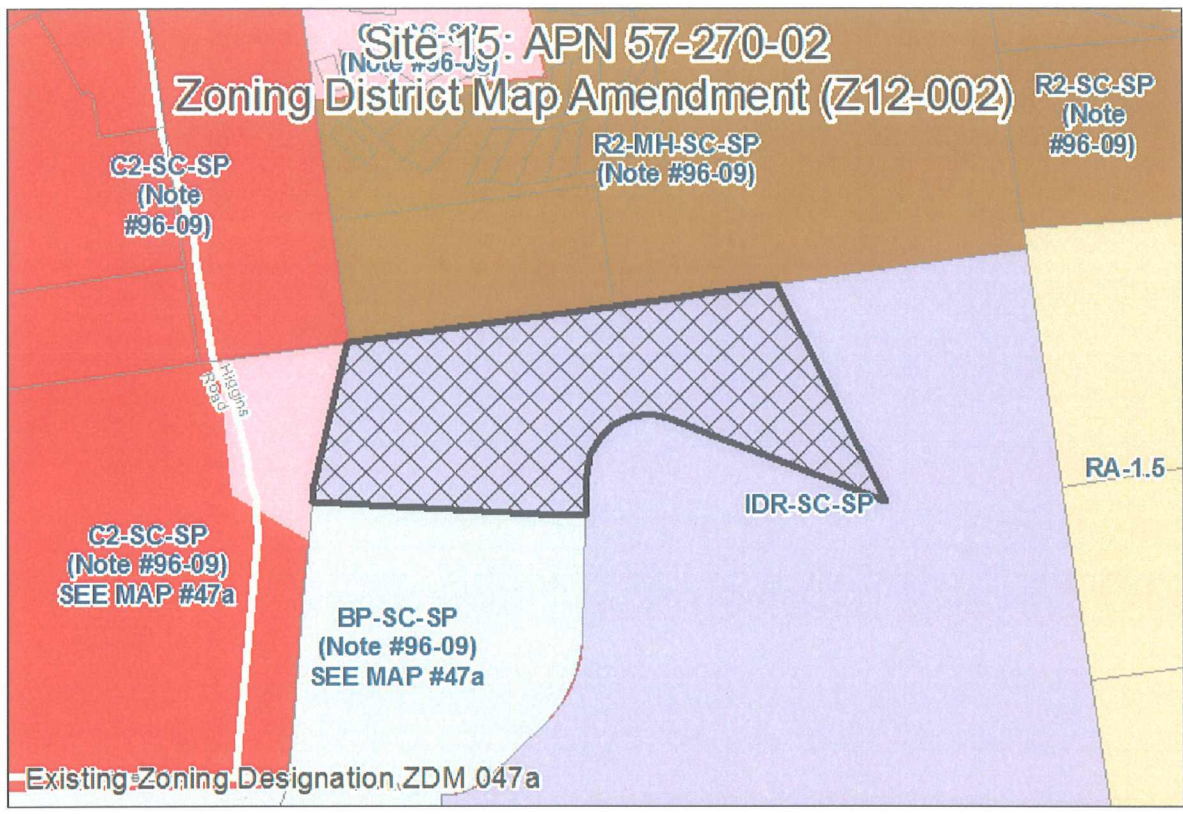 Site 15: APN 57-270-02
(Note #96-09)
Zoning District Map Amendment (Z12-002)
R2-SC-SP
(Note
#96-09)
C2-SC-SP
(Note
#96-09)
R2-MH-SC-SP
(Note #96-09)
Higgins
Road
RA-1.5
IDR-SC-SP
C2-SC-SP
(Note #96-09)
SEE MAP #47a
BP-SC-SP
(Note #96-09)
SEE MAP #47a
Existing Zoning Designation ZDM 047a